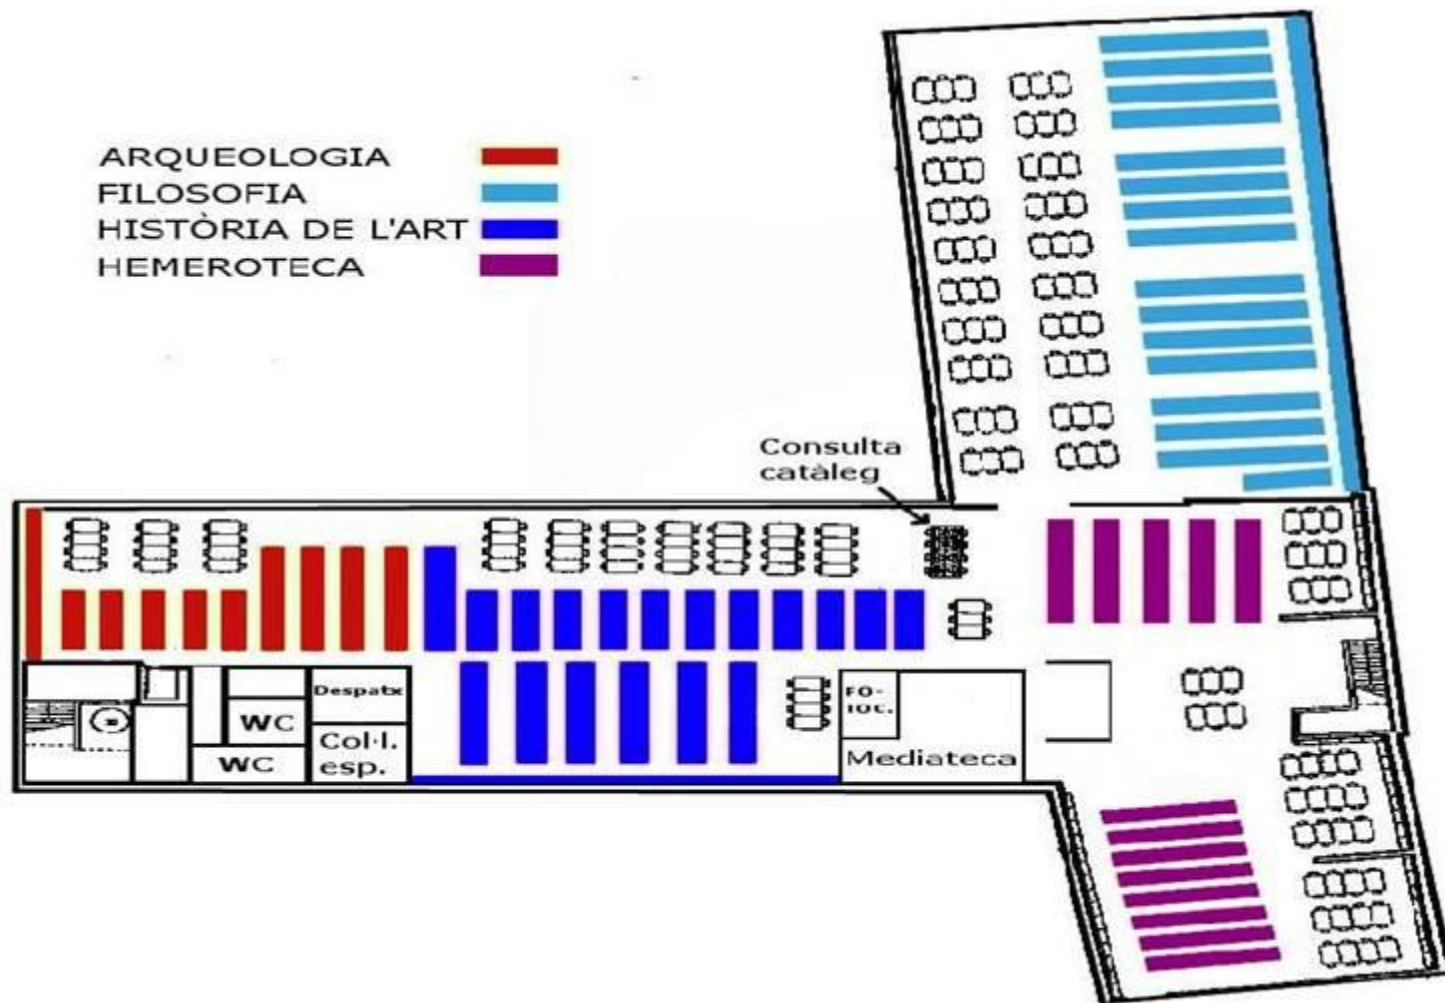 ARQUEOLOGIA
FILOSOFIA
HISTÒRIA DE L'ART
HEMEROTECA
Consulta
catàleg
Despatx
WC
Col·l.
esp.
WC
FO-
TOC.
Mediateca